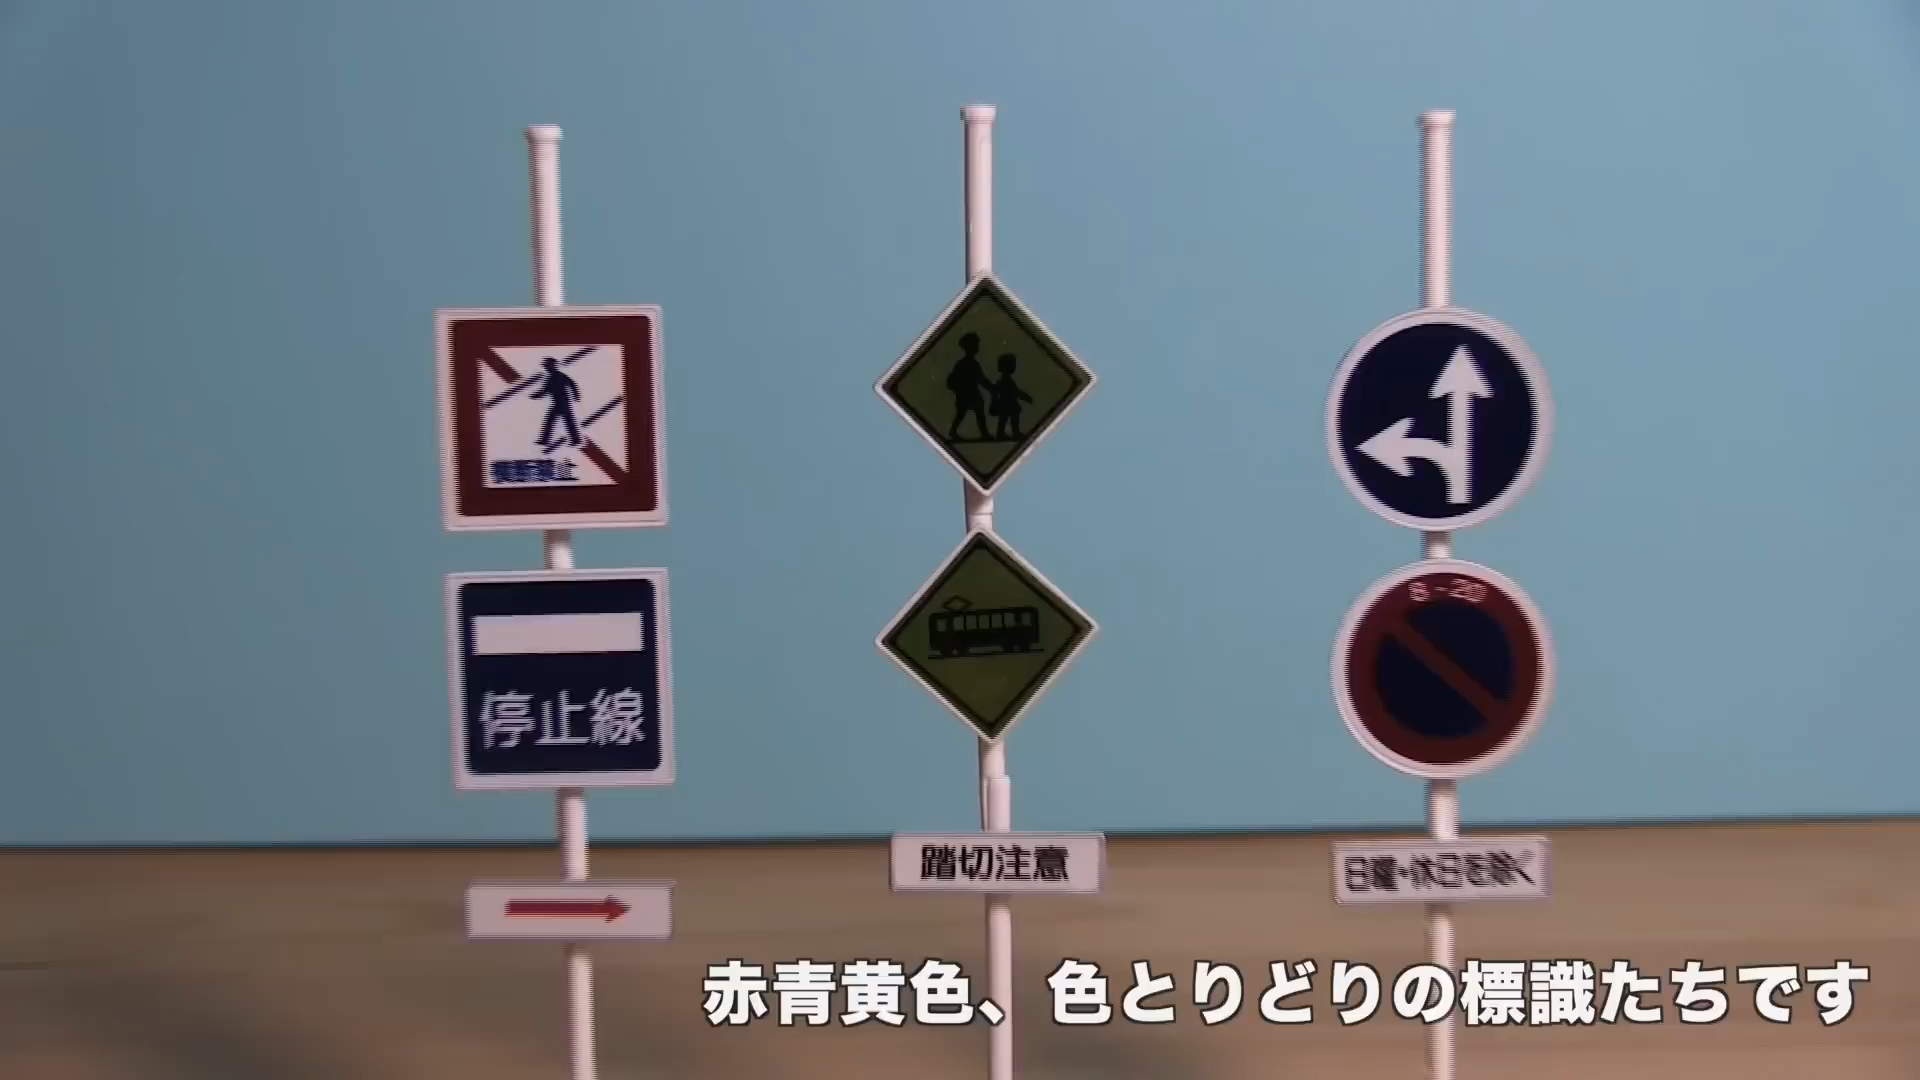 横断禁止
停止線
踏切注意
8-20
日曜・休日を除く
赤青黄色、色とりどりの標識たちです